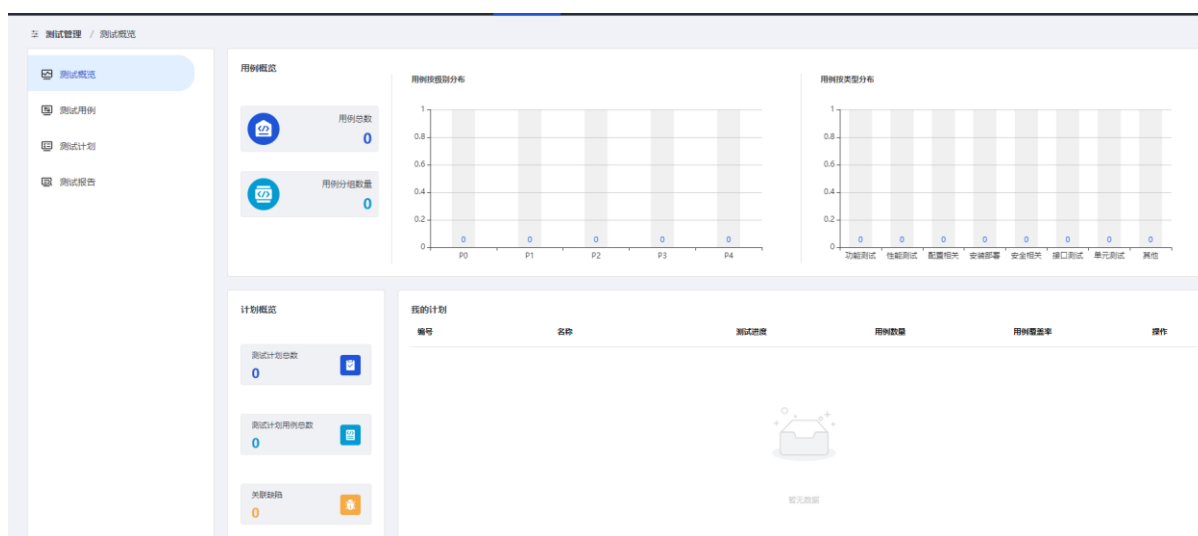 测试管理 / 测试概览
测试概览
测试用例
测试计划
测试报告
用例概览
用例总数
0
用例分组数量
0
用例按级别分布
1
0.8
0.6
0.4
0.2
0
0 0 0 0 0
P0 P1 P2 P3 P4
用例按类型分布
1
0.8
0.6
0.4
0.2
0
0 0 0 0 0 0 0 0
功能测试 性能测试 配置相关 安装部署 安全相关 接口测试 单元测试 其他
计划概览
测试计划总数
0
测试计划用例总数
0
关联缺陷
0
我的计划
编号 名称 测试进度 用例数量 用例覆盖率 操作
暂无数据